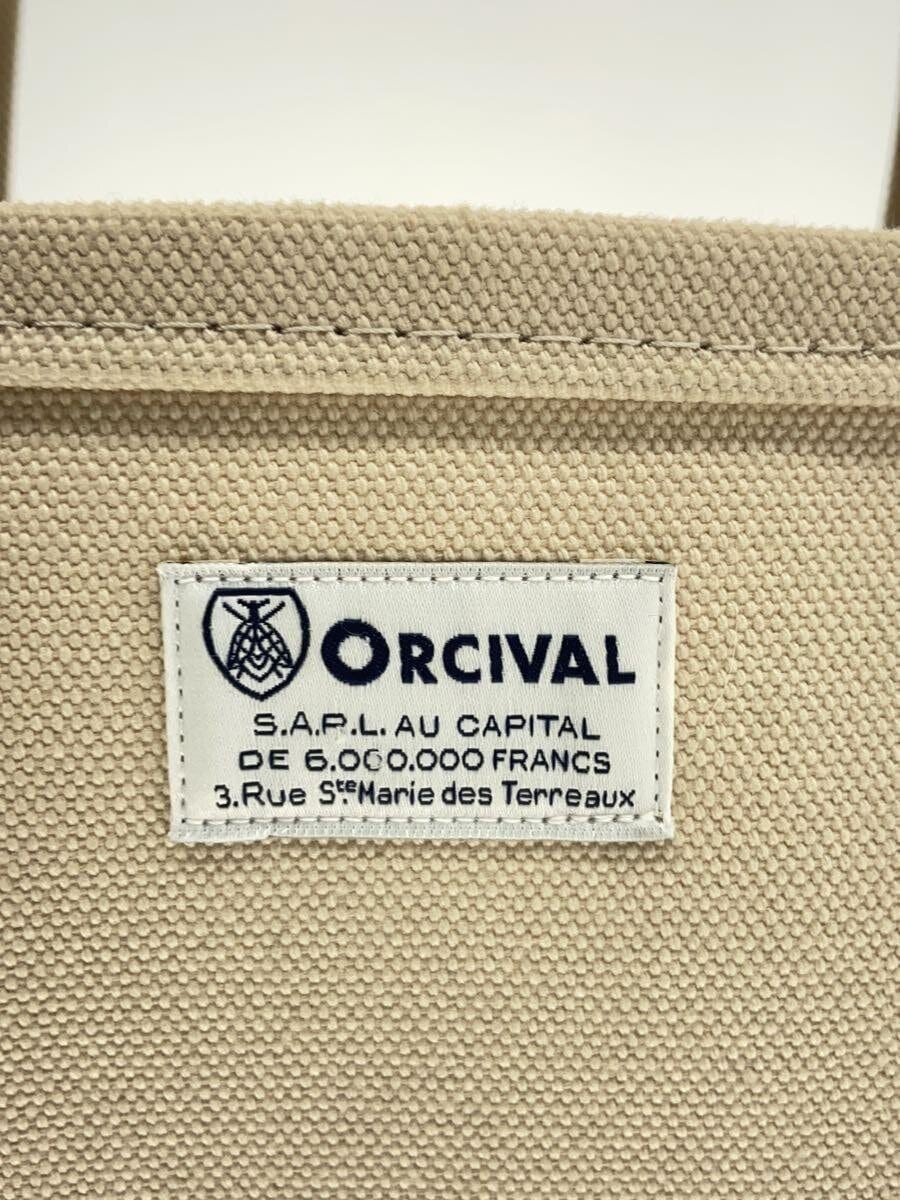 ORCIVAL
S.A.R.L. AU CAPITAL
DE 6.000.000 FRANCS
3.Rue Ste. Marie des Terreaux